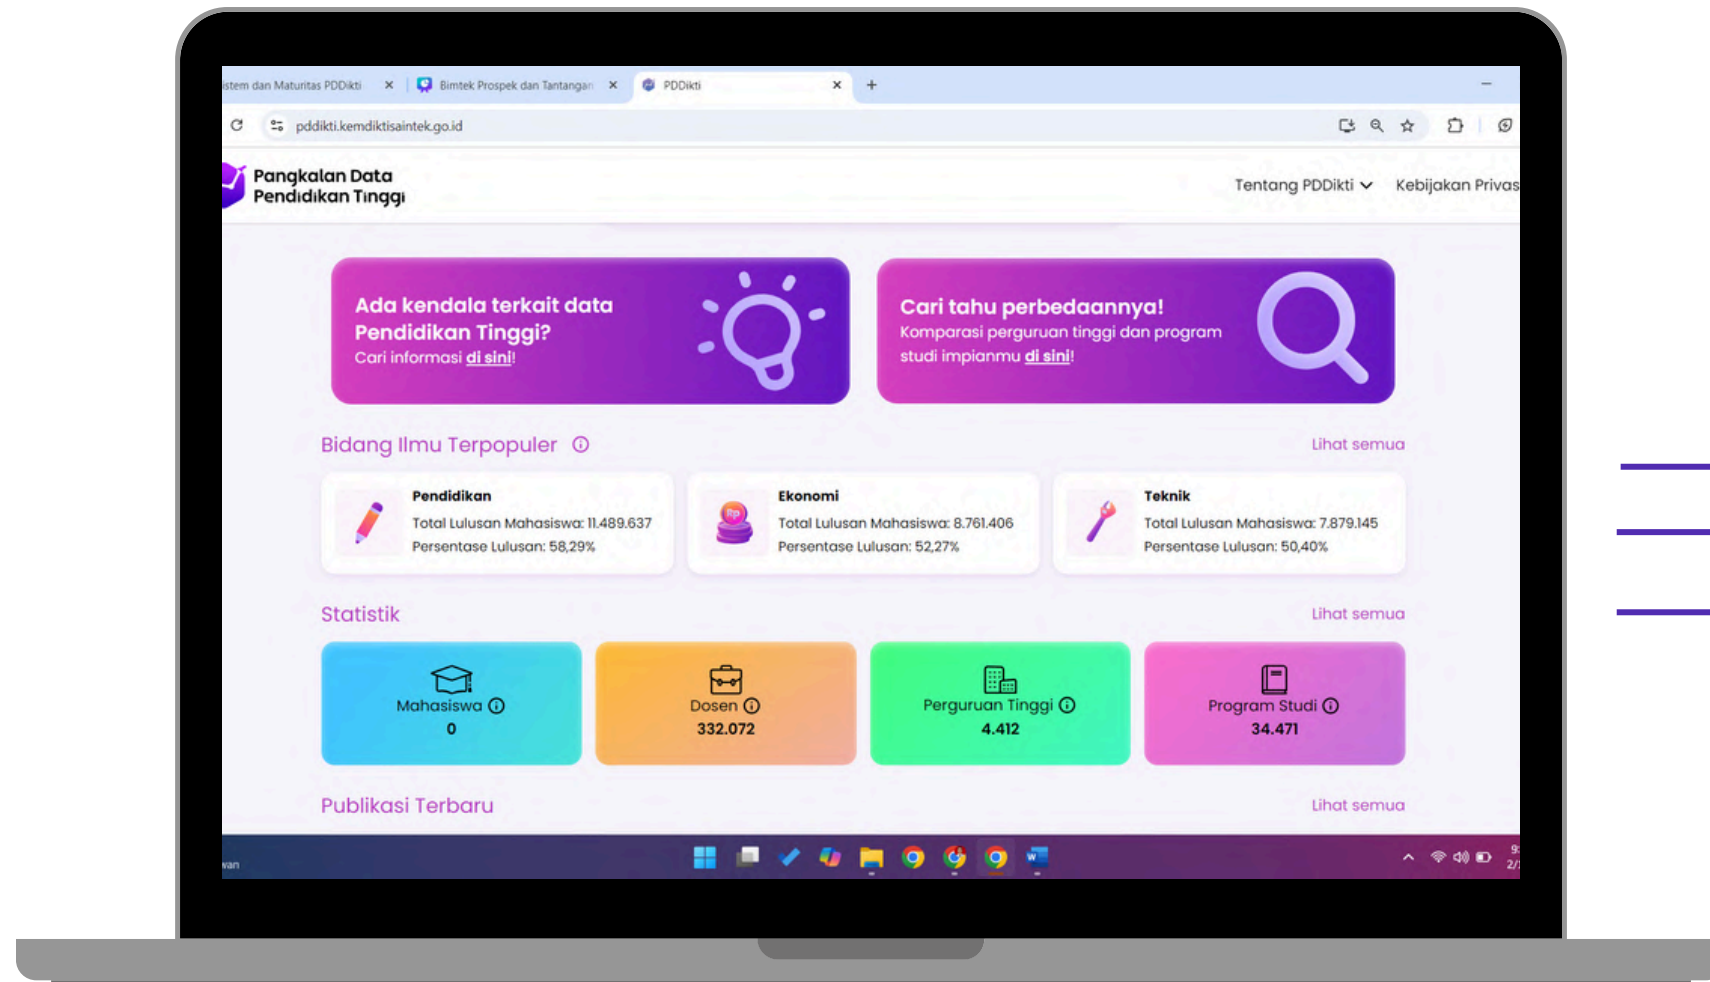 istem dan Maturitas PDDikti
Bimtek Prospek dan Tantangan
PDDikti
pddikti.kemdiktisaintek.go.id
Pangkalan Data
Pendidikan Tinggi
Tentang PDDikti
Kebijakan Privas
Ada kendala terkait data
Pendidikan Tinggi?
Cari informasi di sini!
Cari tahu perbedaannya!
Komparasi perguruan tinggi dan program
studi impianmu di sini!
Bidang Ilmu Terpopuler
Lihat semua
Pendidikan
Total Lulusan Mahasiswa: 11.489.637
Persentase Lulusan: 58,29%
Ekonomi
Total Lulusan Mahasiswa: 8.761.406
Persentase Lulusan: 52,27%
Teknik
Total Lulusan Mahasiswa: 7.879.145
Persentase Lulusan: 50,40%
Statistik
Lihat semua
Mahasiswa
0
Dosen
332.072
Perguruan Tinggi
4.412
Program Studi
34.471
Publikasi Terbaru
Lihat semua
Rp
W